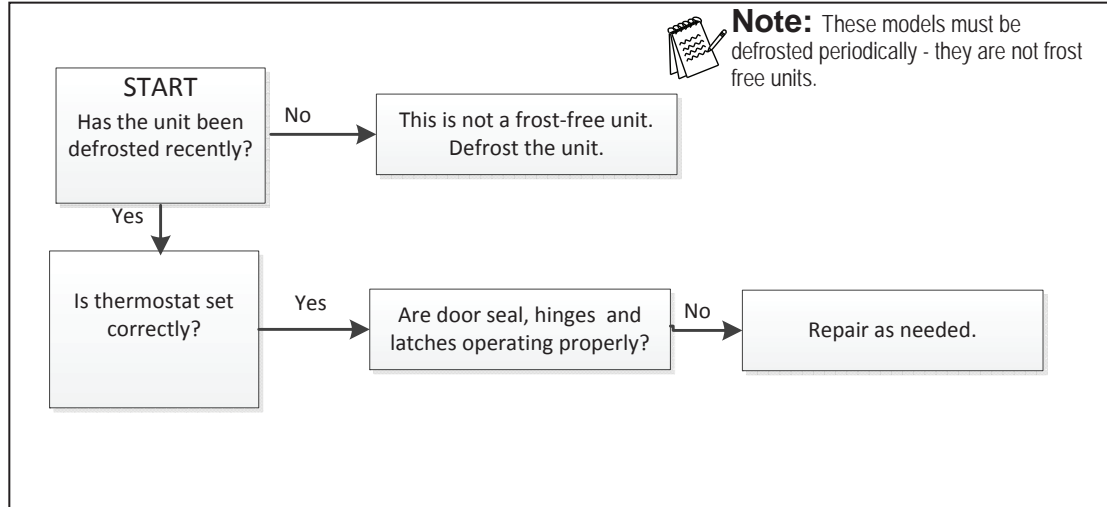 Note: These models must be
defrosted periodically - they are not frost
free units.
START
Has the unit been
defrosted recently?
No
This is not a frost-free unit.
Defrost the unit.
Yes
Is thermostat set
correctly?
Yes
Are door seal, hinges and
latches operating properly?
No
Repair as needed.